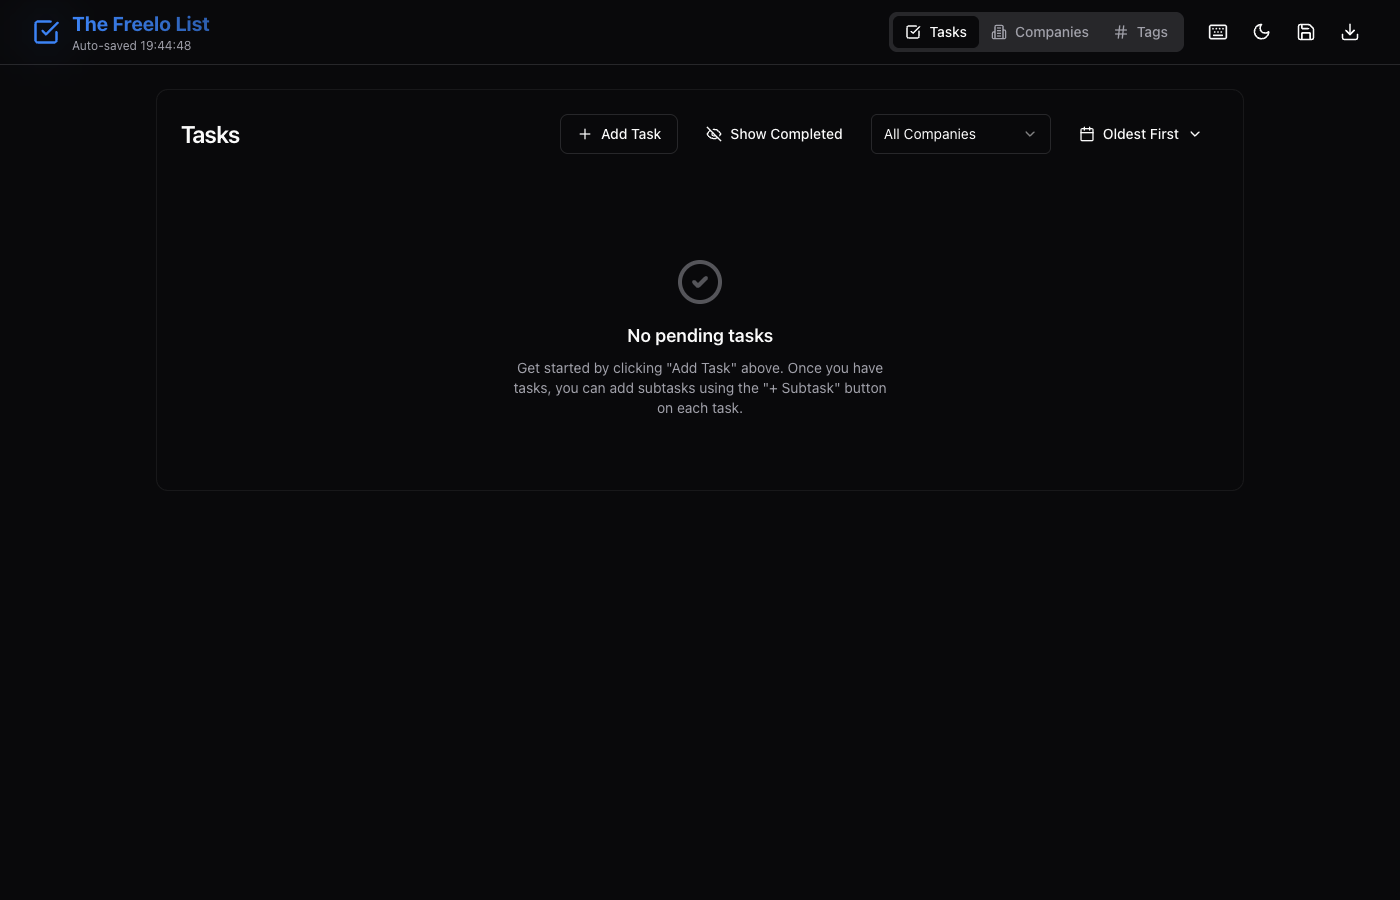 The Freelo List
Auto-saved 19:44:48
Tasks
Companies
Tags
Tasks
Add Task
Show Completed
All Companies
Oldest First
No pending tasks
Get started by clicking "Add Task" above. Once you have
tasks, you can add subtasks using the "+ Subtask" button
on each task.